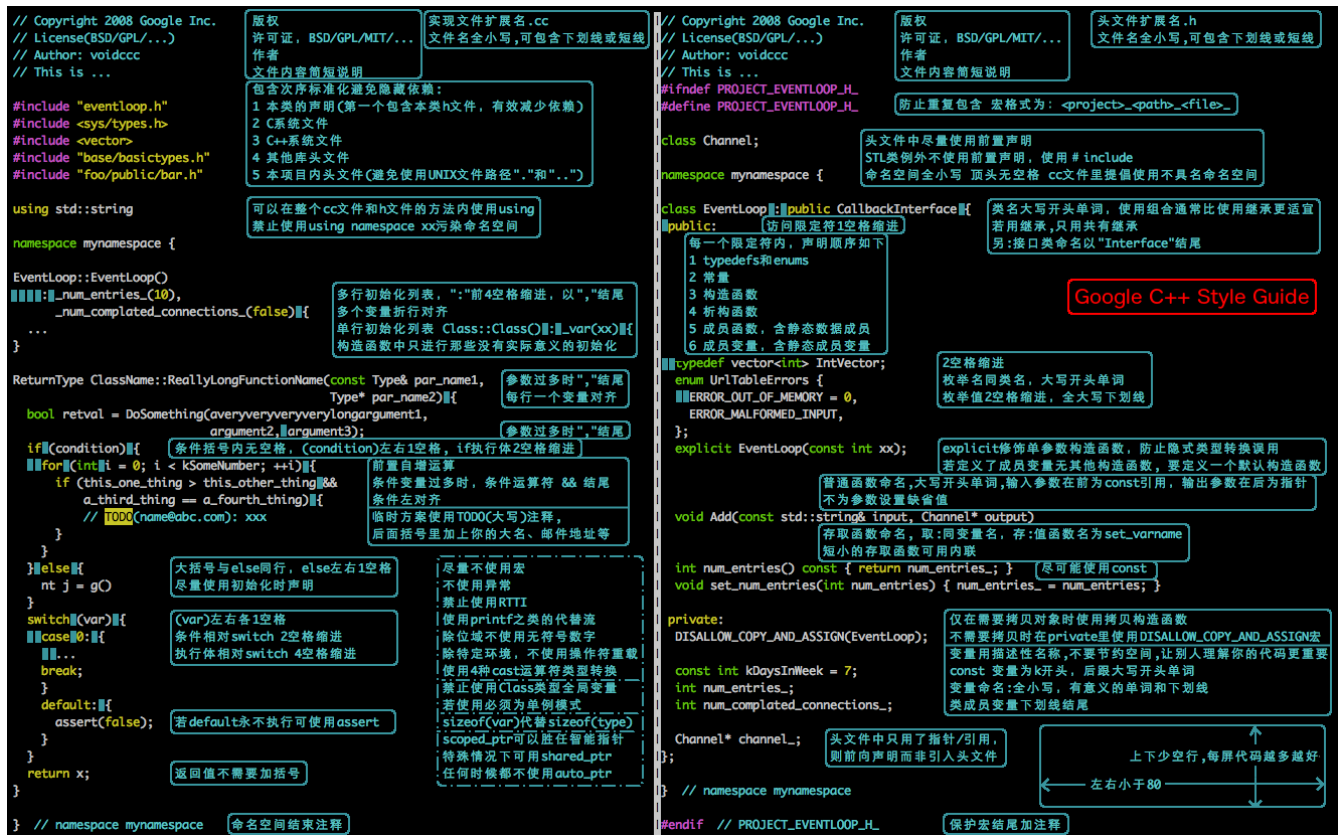 // Copyright 2008 Google Inc.
// License(BSD/GPL/...)
// Author: voidccc
// This is ...
版权
许可证, BSD/GPL/MIT/...
作者
文件内容简短说明
实现文件扩展名.cc
文件名全小写,可包含下划线或短线
#include "eventloop.h"
#include <sys/types.h>
#include <vector>
#include "base/basictypes.h"
#include "foo/public/bar.h"
包含次序标准化避免隐藏依赖:
1 本类的声明(第一个包含本类h文件, 有效减少依赖)
2 C系统文件
3 C++系统文件
4 其他库头文件
5 本项目内头文件(避免使用UNIX文件路径"."和"..")
using std::string
可以在整个cc文件和h文件的方法内使用using
禁止使用using namespace xx污染命名空间
namespace mynamespace {
EventLoop::EventLoop()
: _num_entries_(10),
_num_complated_connections_(false) {
...
}
多行初始化列表, ":"前4空格缩进, 以","结尾
多个变量折行对齐
单行初始化列表 Class::Class() : _var(xx) {
构造函数中只进行那些没有实际意义的初始化
ReturnType ClassName::ReallyLongFunctionName(const Type& par_name1,
Type* par_name2) {
参数过多时","结尾
每行一个变量对齐
bool retval = DoSomething(averyveryveryverylongargument1,
argument2, argument3);
参数过多时","结尾
if (condition) {
条件括号内无空格, (condition)左右1空格, if执行体2空格缩进
for (int i = 0; i < kSomeNumber; ++i) {
前置自增运算
if (this_one_thing > this_other_thing &&
条件变量过多时, 条件运算符 && 结尾
a_third_thing == a_fourth_thing) {
条件左对齐
// TODO(name@abc.com): xxx
临时方案使用TODO(大写)注释,
后面括号里加上你的大名、邮件地址等
}
}
} else {
nt j = g()
}
大括号与else同行, else左右1空格
尽量使用初始化时声明
switch (var) {
case 0: {
...
break;
}
default: {
assert(false);
}
}
return x;
}
(var)左右各1空格
条件相对switch 2空格缩进
执行体相对switch 4空格缩进
若default永不执行可使用assert
返回值不需要加括号
尽量不使用宏
不使用异常
禁止使用RTTI
使用printf之类的代替流
除位域不使用无符号数字
除特定环境, 不使用操作符重载
使用4种cast运算符类型转换
禁止使用Class类型全局变量
若使用必须为单例模式
sizeof(var)代替sizeof(type)
scoped_ptr可以胜任智能指针
特殊情况下可用shared_ptr
任何时候都不使用auto_ptr
} // namespace mynamespace
命名空间结束注释
// Copyright 2008 Google Inc.
// License(BSD/GPL/...)
// Author: voidccc
// This is ...
版权
许可证, BSD/GPL/MIT/...
作者
文件内容简短说明
头文件扩展名.h
文件名全小写,可包含下划线或短线
#ifndef PROJECT_EVENTLOOP_H_
#define PROJECT_EVENTLOOP_H_
防止重复包含 宏格式为: <project>_<path>_<file>_
class Channel;
头文件中尽量使用前置声明
STL类例外不使用前置声明, 使用#include
namespace mynamespace {
命名空间全小写 顶头无空格 cc文件里提倡使用不具名命名空间
class EventLoop : public CallbackInterface {
public:
访问限定符1空格缩进
类名大写开头单词, 使用组合通常比使用继承更适宜
若用继承,只用共有继承
另:接口类命名以"Interface"结尾
每一个限定符内, 声明顺序如下
1 typedefs和enums
2 常量
3 构造函数
4 析构函数
5 成员函数, 含静态数据成员
6 成员变量, 含静态成员变量
Google C++ Style Guide
typedef vector<int> IntVector;
enum UrlTableErrors {
ERROR_OUT_OF_MEMORY = 0,
ERROR_MALFORMED_INPUT,
};
2空格缩进
枚举名同类名, 大写开头单词
枚举值2空格缩进, 全大写下划线
explicit EventLoop(const int xx);
explicit修饰单参数构造函数, 防止隐式类型转换误用
若定义了成员变量无其他构造函数, 要定义一个默认构造函数
普通函数命名,大写开头单词,输入参数在前为const引用, 输出参数在后为指针
不为参数设置缺省值
void Add(const std::string& input, Channel* output)
存取函数命名, 取:同变量名, 存:值函数名为set_varname
短小的存取函数可用内联
int num_entries() const { return num_entries_; }
尽可能使用const
void set_num_entries(int num_entries) { num_entries_ = num_entries; }
private:
DISALLOW_COPY_AND_ASSIGN(EventLoop);
仅在需要拷贝对象时使用拷贝构造函数
不需要拷贝时在private里使用DISALLOW_COPY_AND_ASSIGN宏
const int kDaysInWeek = 7;
int num_entries_;
int num_complated_connections_;
变量用描述性名称,不要节约空间,让别人理解你的代码更重要
const 变量为k开头, 后跟大写开头单词
变量命名:全小写, 有意义的单词和下划线
类成员变量下划线结尾
Channel* channel_;
};
头文件中只用了指针/引用,
则前向声明而非引入头文件
上下少空行,每屏代码越多越好
左右小于80
} // namespace mynamespace
#endif // PROJECT_EVENTLOOP_H_
保护宏结尾加注释